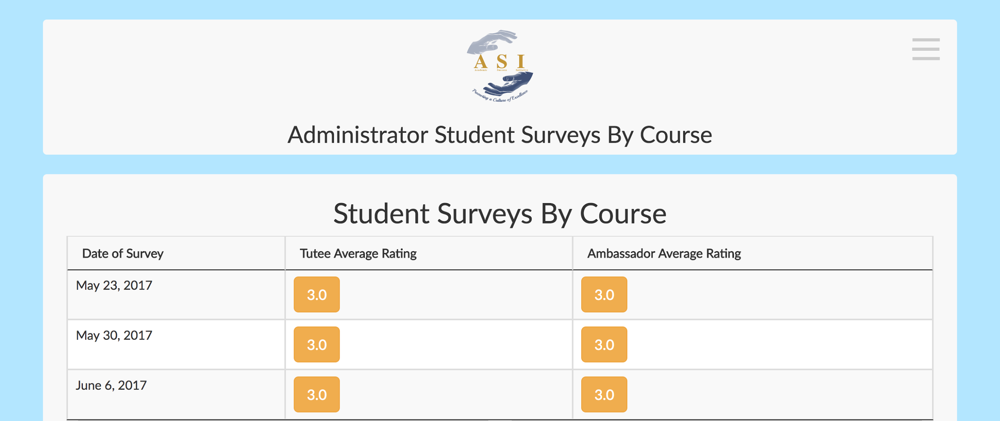 A S I
Academic Success Initiative
Promoting a Culture of Excellence
Administrator Student Surveys By Course
Student Surveys By Course
Date of Survey Tutee Average Rating Ambassador Average Rating
May 23, 2017 3.0 3.0
May 30, 2017 3.0 3.0
June 6, 2017 3.0 3.0